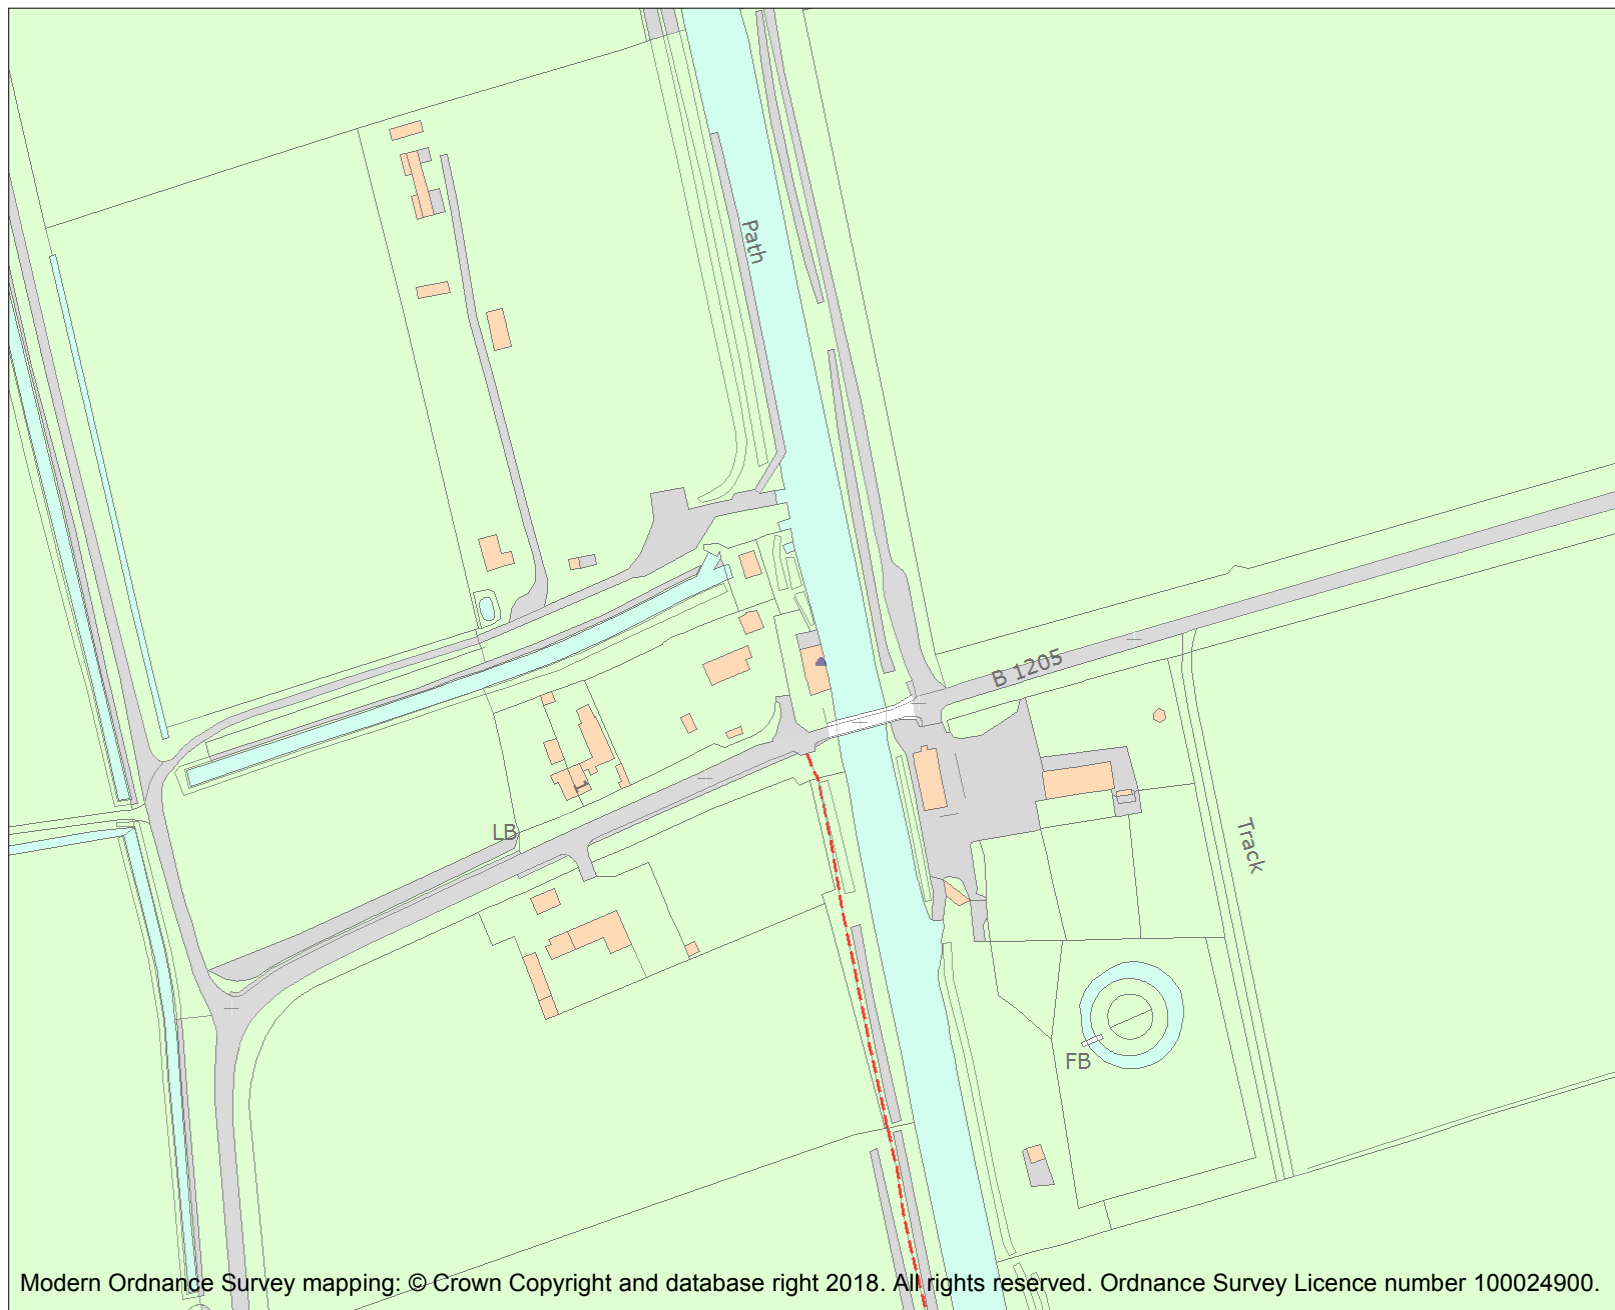 Path
B 1205
1
LB
Track
FB
Modern Ordnance Survey mapping: © Crown Copyright and database right 2018. All rights reserved. Ordnance Survey Licence number 100024900.